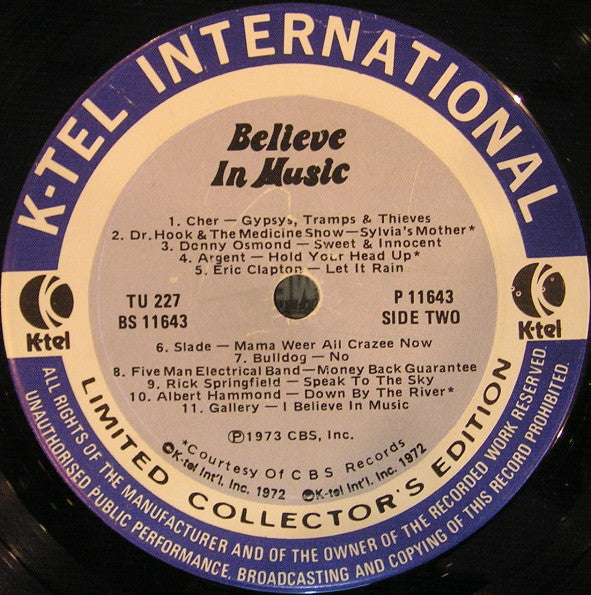 K-TEL INTERNATIONAL
Believe
In Music
1. Cher — Gypsys, Tramps & Thieves
2. Dr. Hook & The Medicine Show — Sylvia's Mother*
3. Donny Osmond — Sweet & Innocent
4. Argent — Hold Your Head Up*
5. Eric Clapton — Let It Rain
K
K-tel
TU 227
BS 11643
P 11643
SIDE TWO
K
K-tel
6. Slade — Mama Weer All Crazee Now
7. Bulldog — No
8. Five Man Electrical Band — Money Back Guarantee
9. Rick Springfield — Speak To The Sky
10. Albert Hammond — Down By The River*
11. Gallery — I Believe In Music
Ⓟ1973 CBS, Inc.
*Courtesy Of CBS Records
©K-tel Int'l. Inc. 1972 ℗K-tel Int'l. Inc. 1972
LIMITED COLLECTOR'S EDITION
ALL RIGHTS OF THE MANUFACTURER AND OF THE OWNER OF THE RECORDED WORK RESERVED.
UNAUTHORISED PUBLIC PERFORMANCE, BROADCASTING AND COPYING OF THIS RECORD PROHIBITED.